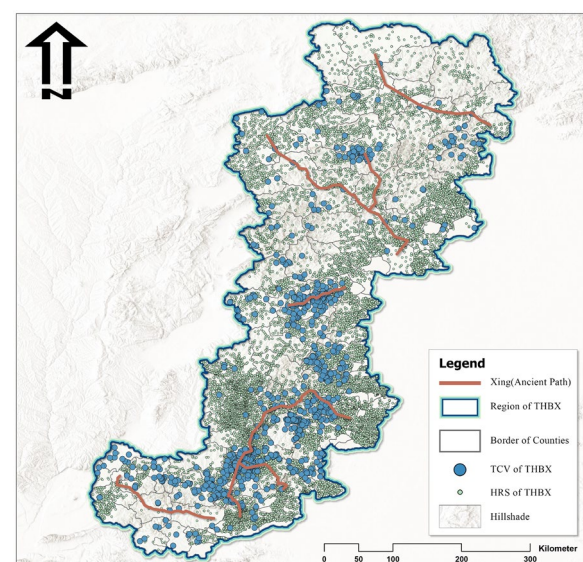 N
Legend
Xing(Ancient Path)
Region of THBX
Border of Counties
TCV of THBX
HRS of THBX
Hillshade
Kilometer
0 50 100 200 300